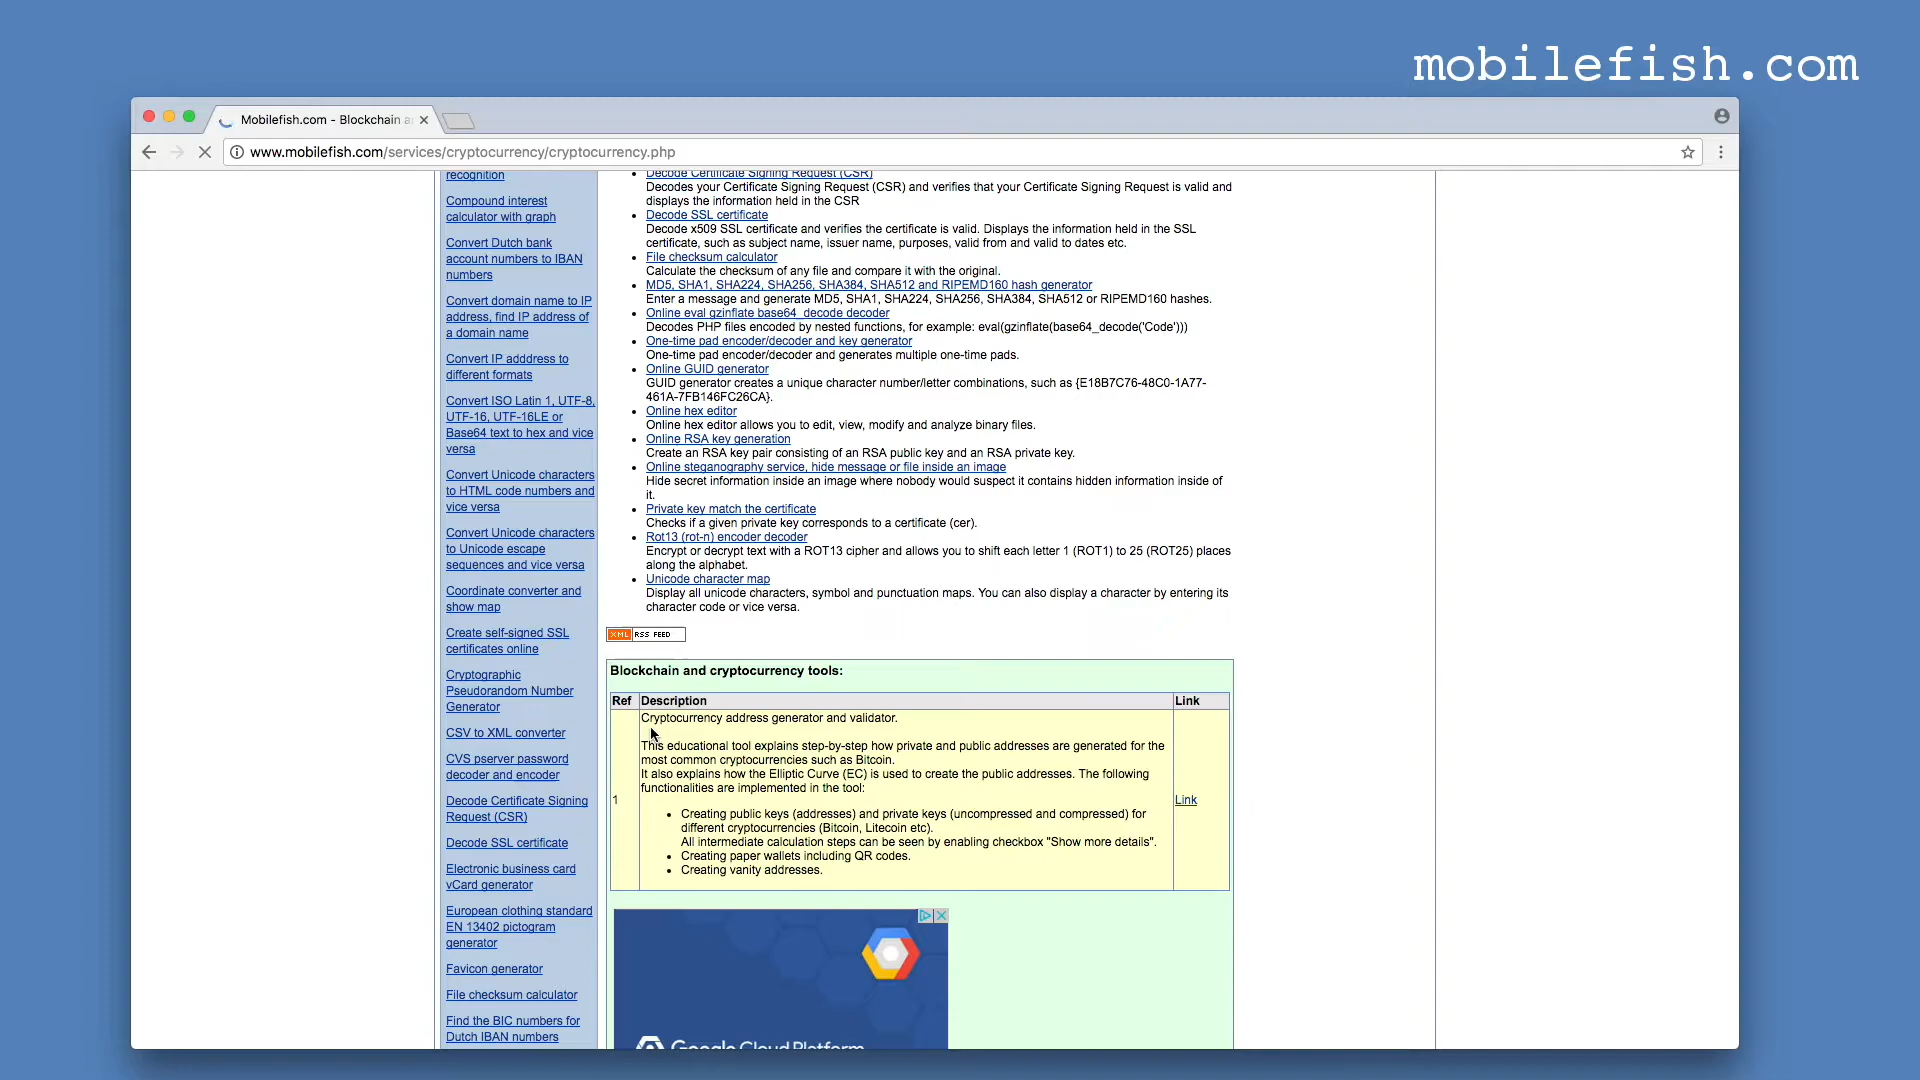 mobilefish.com
Mobilefish.com - Blockchain a
www.mobilefish.com/services/cryptocurrency/cryptocurrency.php
recognition
Compound interest
calculator with graph
Convert Dutch bank
account numbers to IBAN
numbers
Convert domain name to IP
address, find IP address of
a domain name
Convert IP adddress to
different formats
Convert ISO Latin 1, UTF-8,
UTF-16, UTF-16LE or
Base64 text to hex and vice
versa
Convert Unicode characters
to HTML code numbers and
vice versa
Convert Unicode characters
to Unicode escape
sequences and vice versa
Coordinate converter and
show map
Create self-signed SSL
certificates online
Cryptographic
Pseudorandom Number
Generator
CSV to XML converter
CVS pserver password
decoder and encoder
Decode Certificate Signing
Request (CSR)
Decode SSL certificate
Electronic business card
vCard generator
European clothing standard
EN 13402 pictogram
generator
Favicon generator
File checksum calculator
Find the BIC numbers for
Dutch IBAN numbers
Decode Certificate Signing Request (CSR)
Decodes your Certificate Signing Request (CSR) and verifies that your Certificate Signing Request is valid and
displays the information held in the CSR
Decode SSL certificate
Decode x509 SSL certificate and verifies the certificate is valid. Displays the information held in the SSL
certificate, such as subject name, issuer name, purposes, valid from and valid to dates etc.
File checksum calculator
Calculate the checksum of any file and compare it with the original.
MD5, SHA1, SHA224, SHA256, SHA384, SHA512 and RIPEMD160 hash generator
Enter a message and generate MD5, SHA1, SHA224, SHA256, SHA384, SHA512 or RIPEMD160 hashes.
Online eval gzinflate base64_decode decoder
Decodes PHP files encoded by nested functions, for example: eval(gzinflate(base64_decode('Code')))
One-time pad encoder/decoder and key generator
One-time pad encoder/decoder and generates multiple one-time pads.
Online GUID generator
GUID generator creates a unique character number/letter combinations, such as {E18B7C76-48C0-1A77-
461A-7FB146FC26CA}.
Online hex editor
Online hex editor allows you to edit, view, modify and analyze binary files.
Online RSA key generation
Create an RSA key pair consisting of an RSA public key and an RSA private key.
Online steganography service, hide message or file inside an image
Hide secret information inside an image where nobody would suspect it contains hidden information inside of
it.
Private key match the certificate
Checks if a given private key corresponds to a certificate (cer).
Rot13 (rot-n) encoder decoder
Encrypt or decrypt text with a ROT13 cipher and allows you to shift each letter 1 (ROT1) to 25 (ROT25) places
along the alphabet.
Unicode character map
Display all unicode characters, symbol and punctuation maps. You can also display a character by entering its
character code or vice versa.
XML RSS FEED
Blockchain and cryptocurrency tools:
Ref Description Link
Cryptocurrency address generator and validator.
This educational tool explains step-by-step how private and public addresses are generated for the
most common cryptocurrencies such as Bitcoin.
It also explains how the Elliptic Curve (EC) is used to create the public addresses. The following
functionalities are implemented in the tool:
1 Link
Creating public keys (addresses) and private keys (uncompressed and compressed) for
different cryptocurrencies (Bitcoin, Litecoin etc).
All intermediate calculation steps can be seen by enabling checkbox "Show more details".
Creating paper wallets including QR codes.
Creating vanity addresses.
Google Cloud Platform